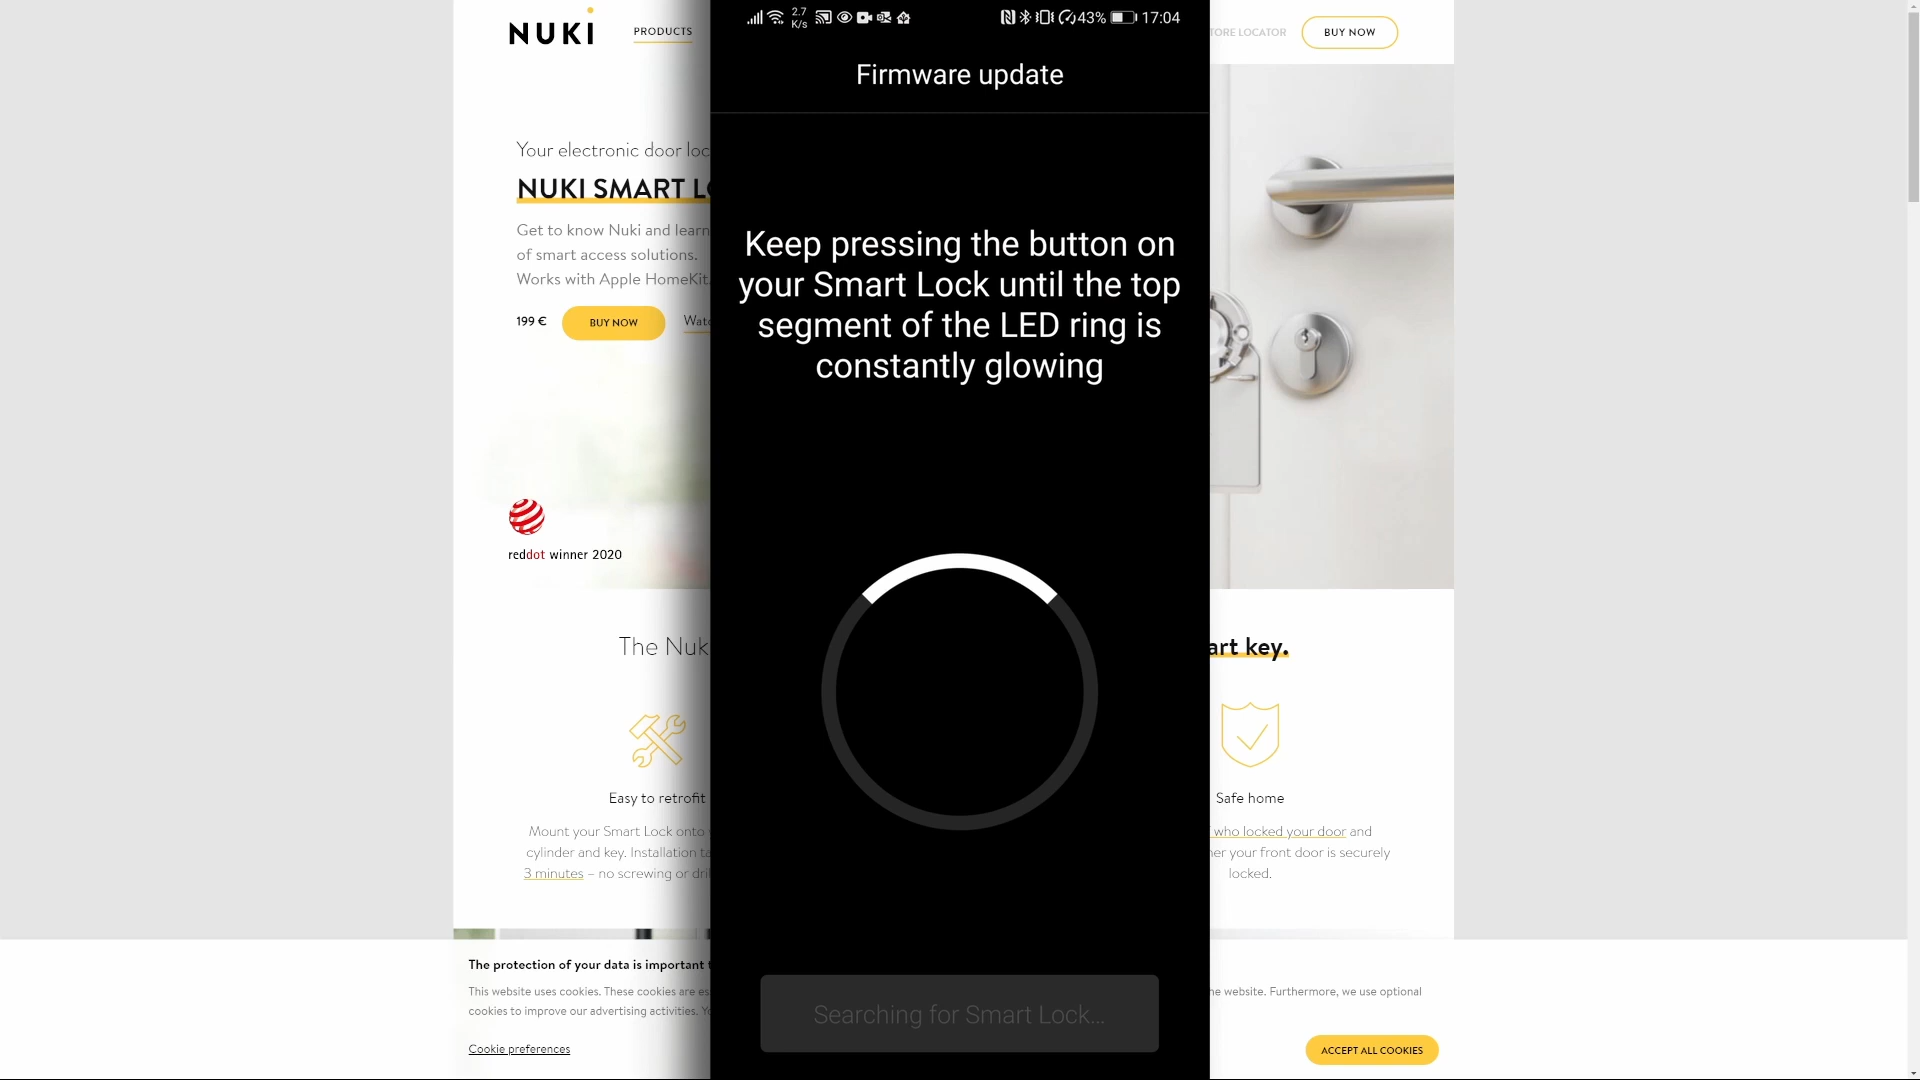 NUKI
PRODUCTS
TORE LOCATOR
BUY NOW
2.7
K/s
43%
17:04
Firmware update
Your electronic door loc
NUKI SMART L
Get to know Nuki and learn
of smart access solutions.
Works with Apple HomeKit.
199 €
BUY NOW
Watc
Keep pressing the button on
your Smart Lock until the top
segment of the LED ring is
constantly glowing
reddot winner 2020
The Nuk
art key.
Easy to retrofit
Mount your Smart Lock onto
cylinder and key. Installation ta
3 minutes – no screwing or dril
Safe home
who locked your door and
her your front door is securely
locked.
The protection of your data is important
This website uses cookies. These cookies are es
he website. Furthermore, we use optional
cookies to improve our advertising activities. Yo
Cookie preferences
ACCEPT ALL COOKIES
Searching for Smart Lock...